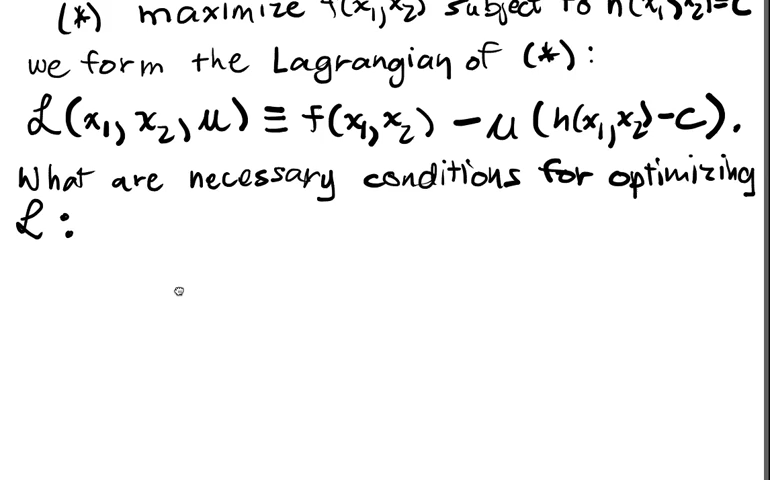 (*) maximize f(x₁,x₂) subject to h(x₁,x₂)=c
we form the Lagrangian of (*):
ℒ(x₁, x₂, μ) ≡ f(x₁,x₂) - μ (h(x₁,x₂)-c).
What are necessary conditions for optimizing
ℒ: